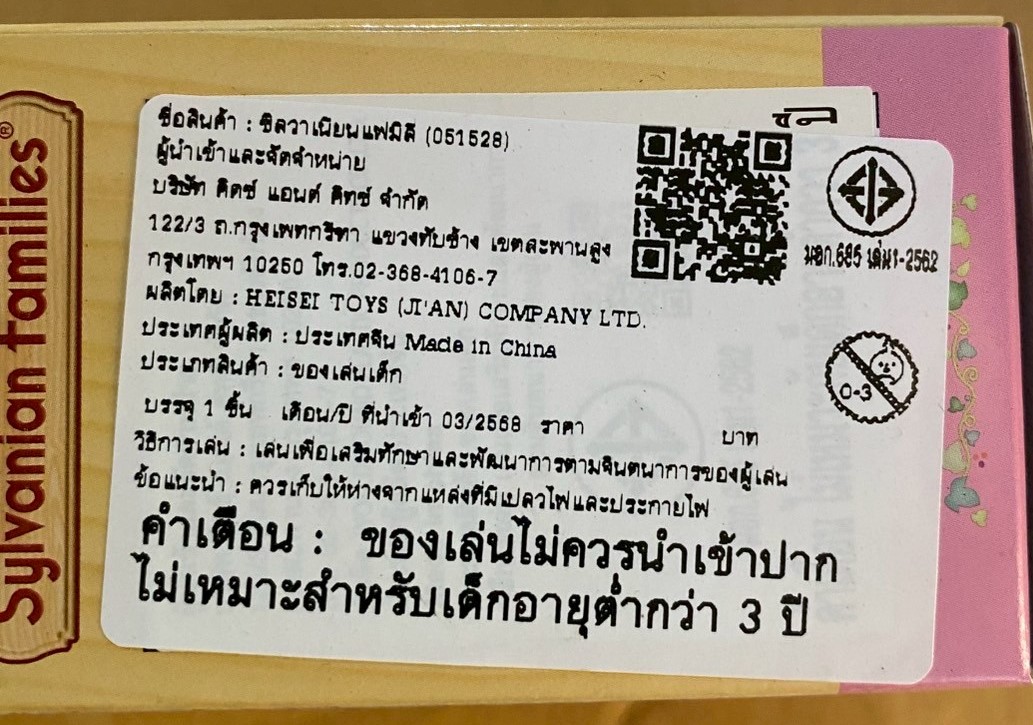 Sylvanian Families®
ชื่อสินค้า : ซิลวาเนียนแฟมิลี (051528)
ผู้นำเข้าและจัดจำหน่าย
บริษัท คิตซ์ แอนด์ คิทซ์ จำกัด
122/3 ถ.กรุงเทพกรีฑา แขวงทับช้าง เขตสะพานสูง
กรุงเทพฯ 10250 โทร.02-368-4106-7
ผลิตโดย : HEISEI TOYS (JI'AN) COMPANY LTD.
ประเทศผู้ผลิต : ประเทศจีน Made in China
ประเภทสินค้า : ของเล่นเด็ก
บรรจุ 1 ชิ้น เดือน/ปี ที่นำเข้า 03/2568 ราคา บาท
วิธีการเล่น : เล่นเพื่อเสริมทักษาและพัฒนาการตามจินตนาการของผู้เล่น
ข้อแนะนำ : ควรเก็บให้ห่างจากแหล่งที่มีเปลวไฟและประกายไฟ
คำเตือน : ของเล่นไม่ควรนำเข้าปาก
ไม่เหมาะสำหรับเด็กอายุต่ำกว่า 3 ปี
มอก.685 เล่ม1-2562
0-3